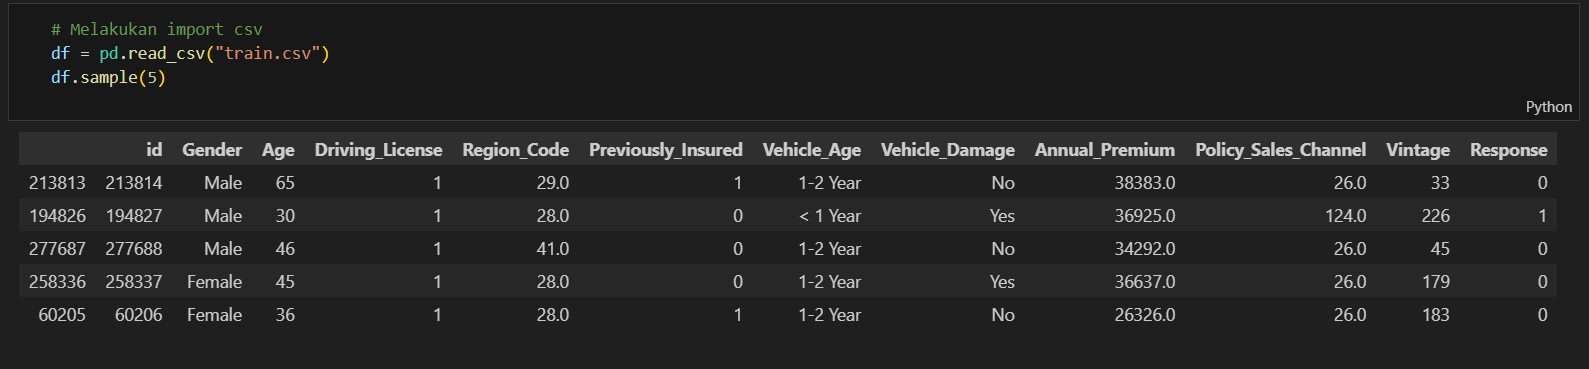 # Melakukan import csv
df = pd.read_csv("train.csv")
df.sample(5)
Python
id Gender Age Driving_License Region_Code Previously_Insured Vehicle_Age Vehicle_Damage Annual_Premium Policy_Sales_Channel Vintage Response
213813 213814 Male 65 1 29.0 1 1-2 Year No 38383.0 26.0 33 0
194826 194827 Male 30 1 28.0 0 < 1 Year Yes 36925.0 124.0 226 1
277687 277688 Male 46 1 41.0 0 1-2 Year No 34292.0 26.0 45 0
258336 258337 Female 45 1 28.0 0 1-2 Year Yes 36637.0 26.0 179 0
60205 60206 Female 36 1 28.0 1 1-2 Year No 26326.0 26.0 183 0